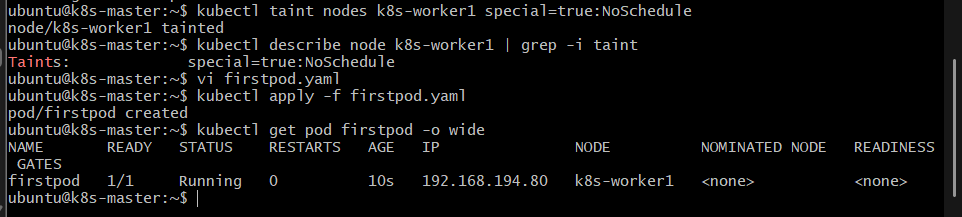 ubuntu@k8s-master:~$ kubectl taint nodes k8s-worker1 special=true:NoSchedule
node/k8s-worker1 tainted
ubuntu@k8s-master:~$ kubectl describe node k8s-worker1 | grep -i taint
Taints:             special=true:NoSchedule
ubuntu@k8s-master:~$ vi firstpod.yaml
ubuntu@k8s-master:~$ kubectl apply -f firstpod.yaml
pod/firstpod created
ubuntu@k8s-master:~$ kubectl get pod firstpod -o wide
NAME       READY   STATUS    RESTARTS   AGE   IP               NODE          NOMINATED NODE   READINESS
 GATES
firstpod   1/1     Running   0          10s   192.168.194.80   k8s-worker1   <none>           <none>
ubuntu@k8s-master:~$